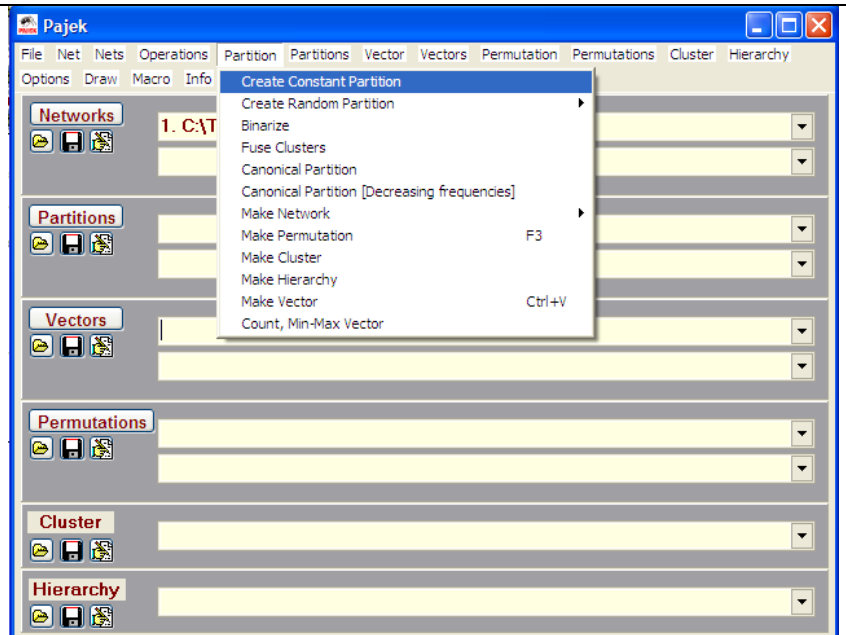 Pajek
File Net Nets Operations Partition Partitions Vector Vectors Permutation Permutations Cluster Hierarchy
Options Draw Macro Info
Create Constant Partition
Create Random Partition
Binarize
Fuse Clusters
Canonical Partition
Canonical Partition [Decreasing frequencies]
Make Network
Make Permutation F3
Make Cluster
Make Hierarchy
Make Vector Ctrl+V
Count, Min-Max Vector
Networks
1. C:\T
Partitions
Vectors
Permutations
Cluster
Hierarchy